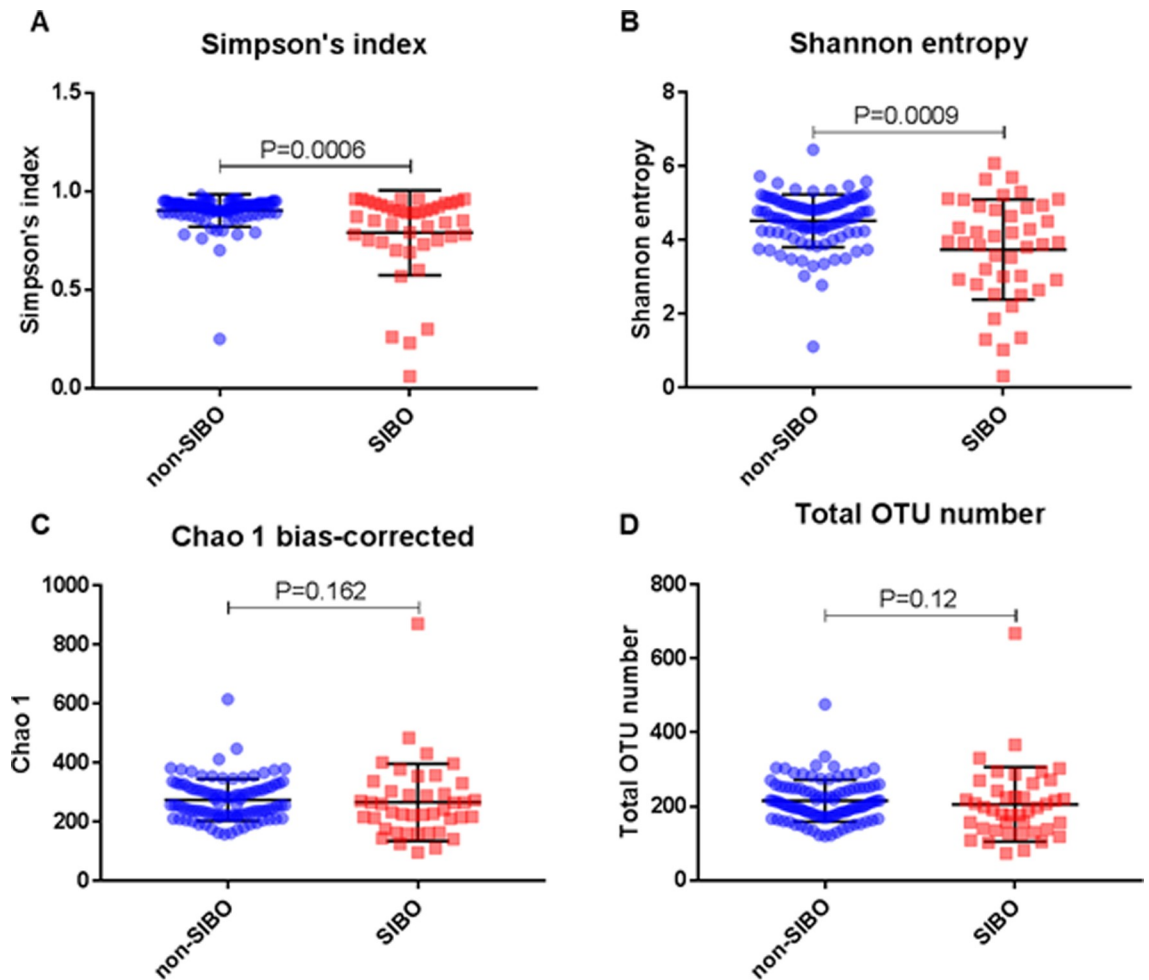 A
Simpson's index
1.5
1.0
0.5
0.0
Simpson's index
P=0.0006
non-SIBO
SIBO
B
Shannon entropy
8
6
4
2
0
Shannon entropy
P=0.0009
non-SIBO
SIBO
C
Chao 1 bias-corrected
1000
800
600
400
200
0
Chao 1
P=0.162
non-SIBO
SIBO
D
Total OTU number
800
600
400
200
0
Total OTU number
P=0.12
non-SIBO
SIBO